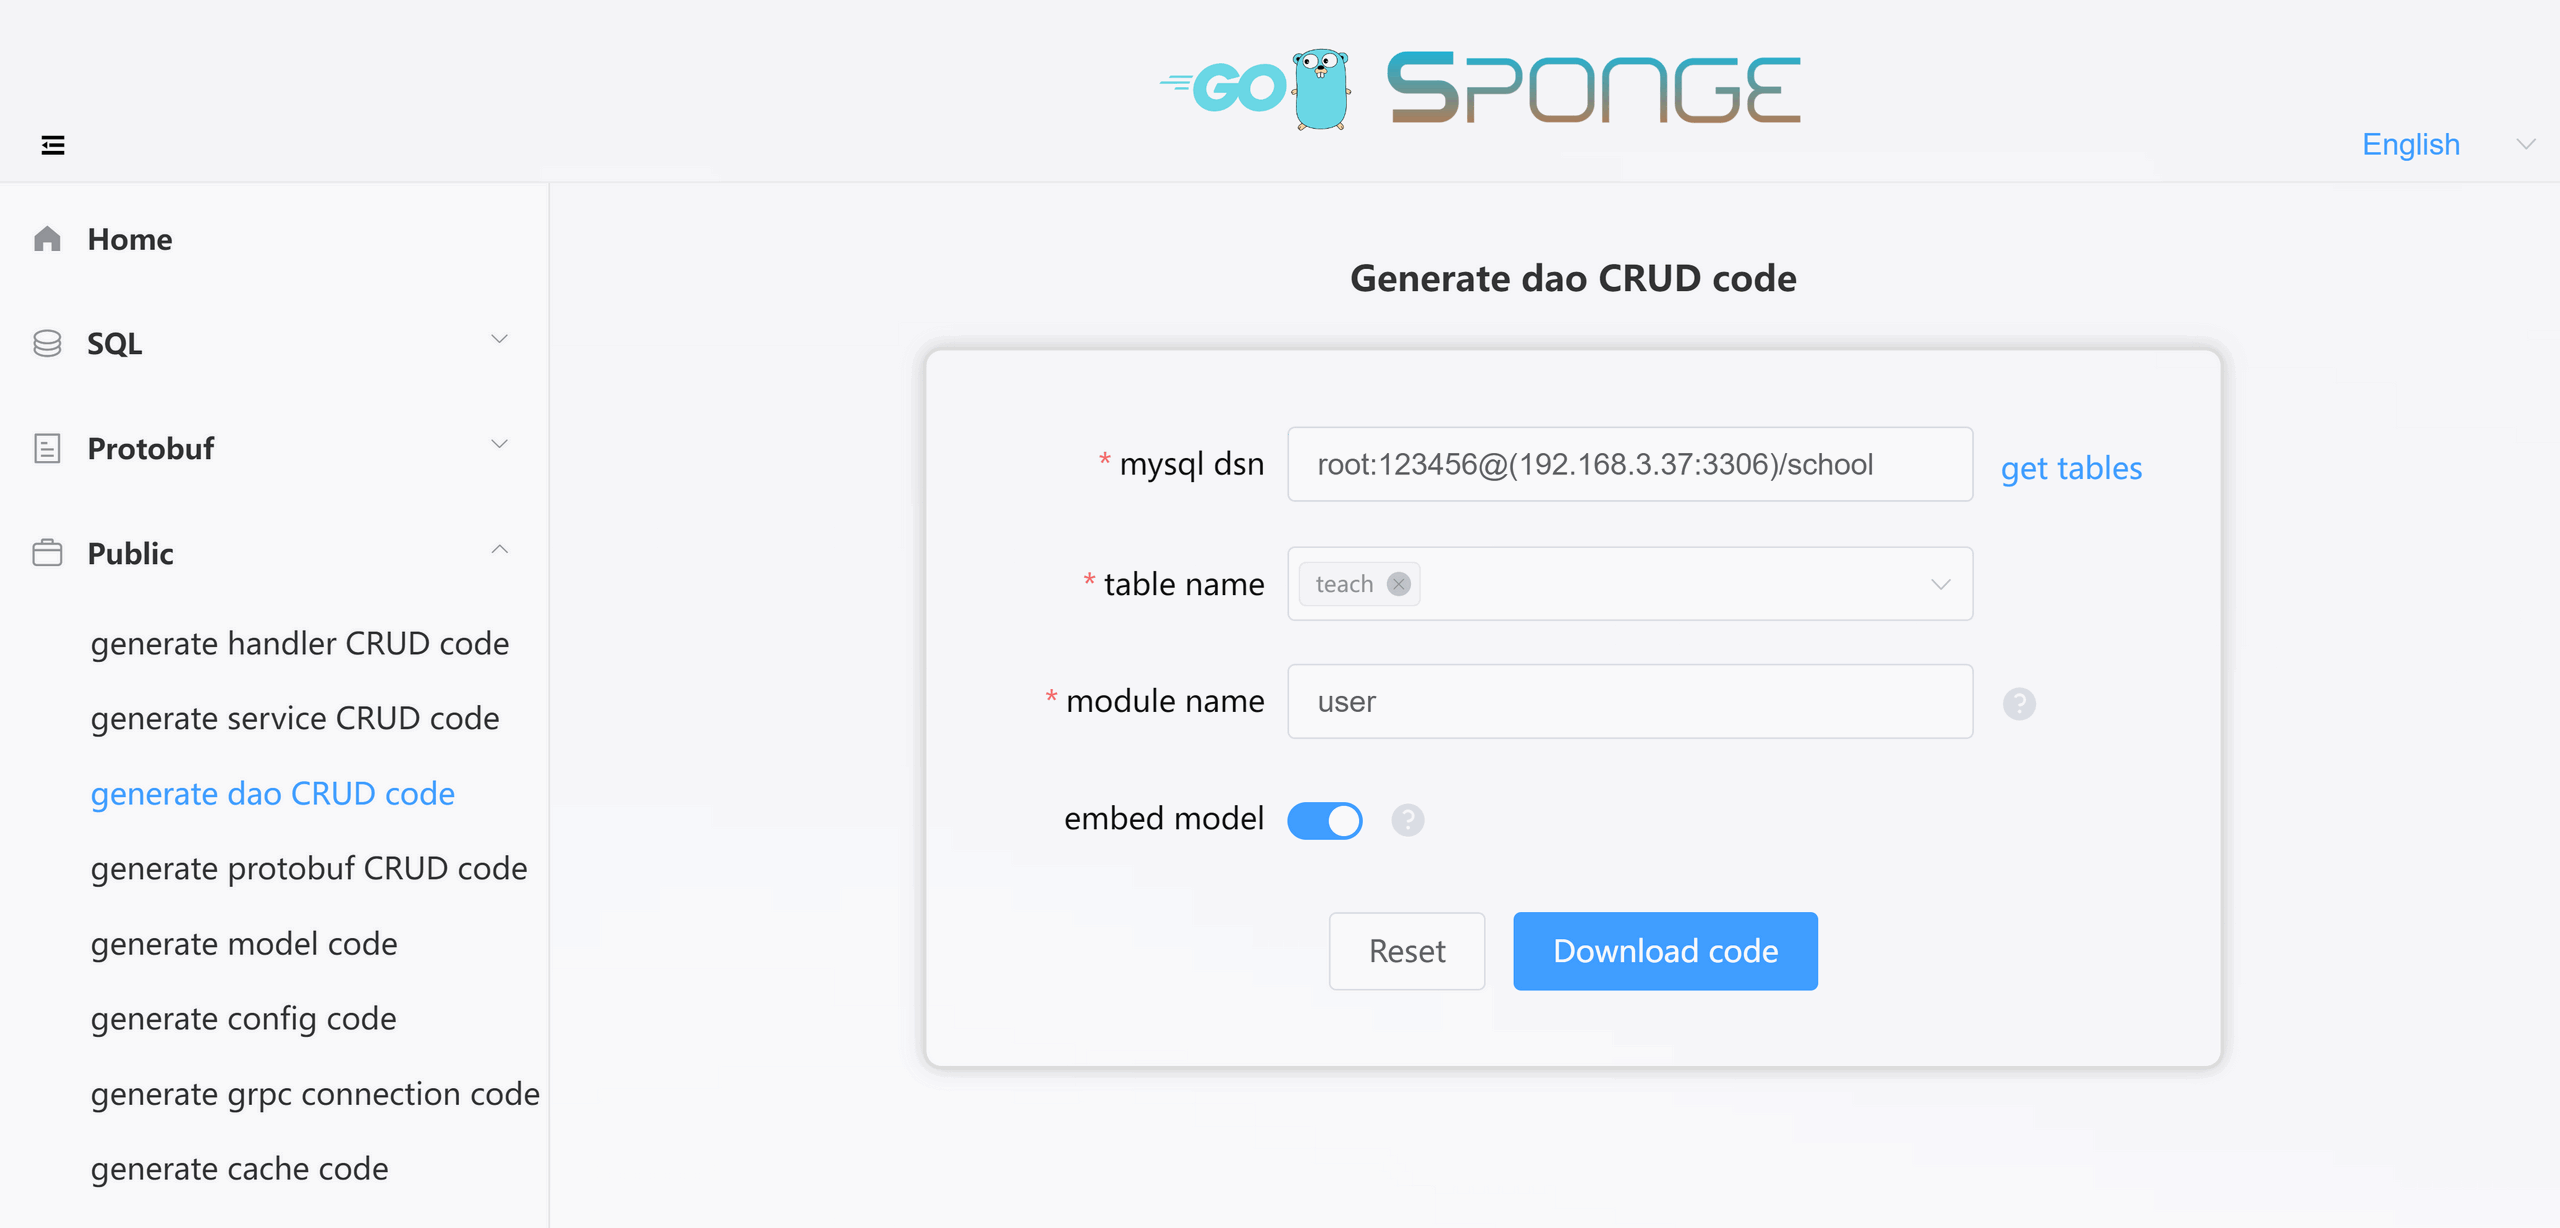 GO SPONGE
English
Home
SQL
Protobuf
Public
generate handler CRUD code
generate service CRUD code
generate dao CRUD code
generate protobuf CRUD code
generate model code
generate config code
generate grpc connection code
generate cache code
Generate dao CRUD code
* mysql dsn root:123456@(192.168.3.37:3306)/school get tables
* table name teach
* module name user ?
embed model ?
Reset Download code